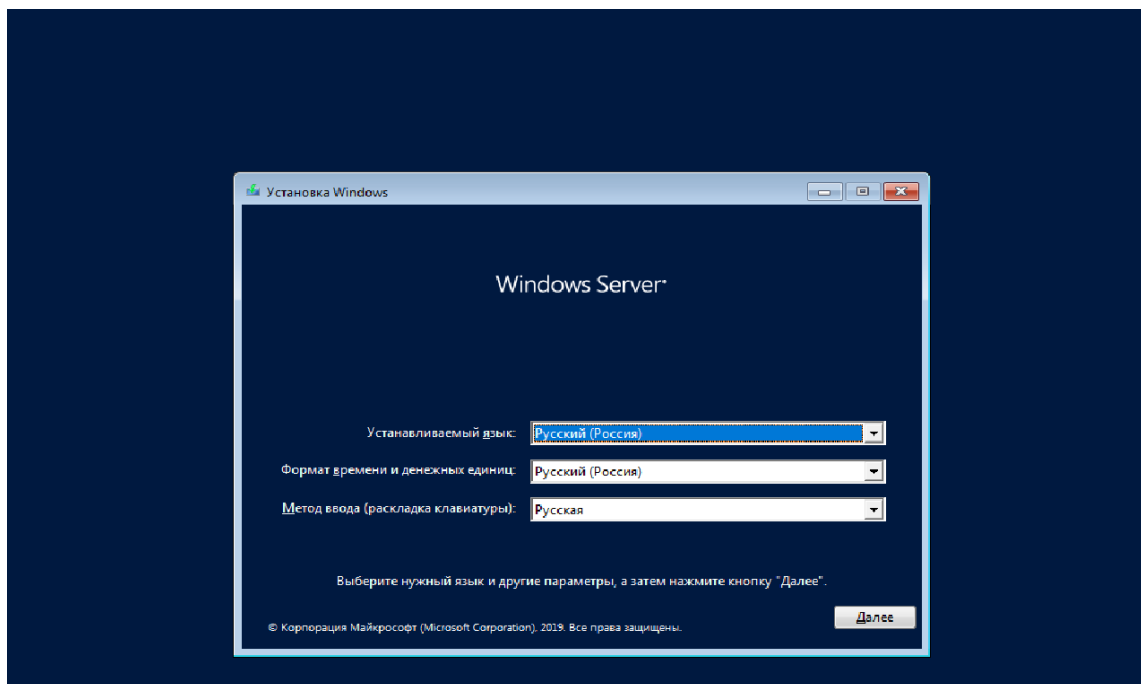 Установка Windows
Windows Server
Устанавливаемый язык: Русский (Россия)
Формат времени и денежных единиц: Русский (Россия)
Метод ввода (раскладка клавиатуры): Русская
Выберите нужный язык и другие параметры, а затем нажмите кнопку "Далее".
Далее
© Корпорация Майкрософт (Microsoft Corporation), 2019. Все права защищены.